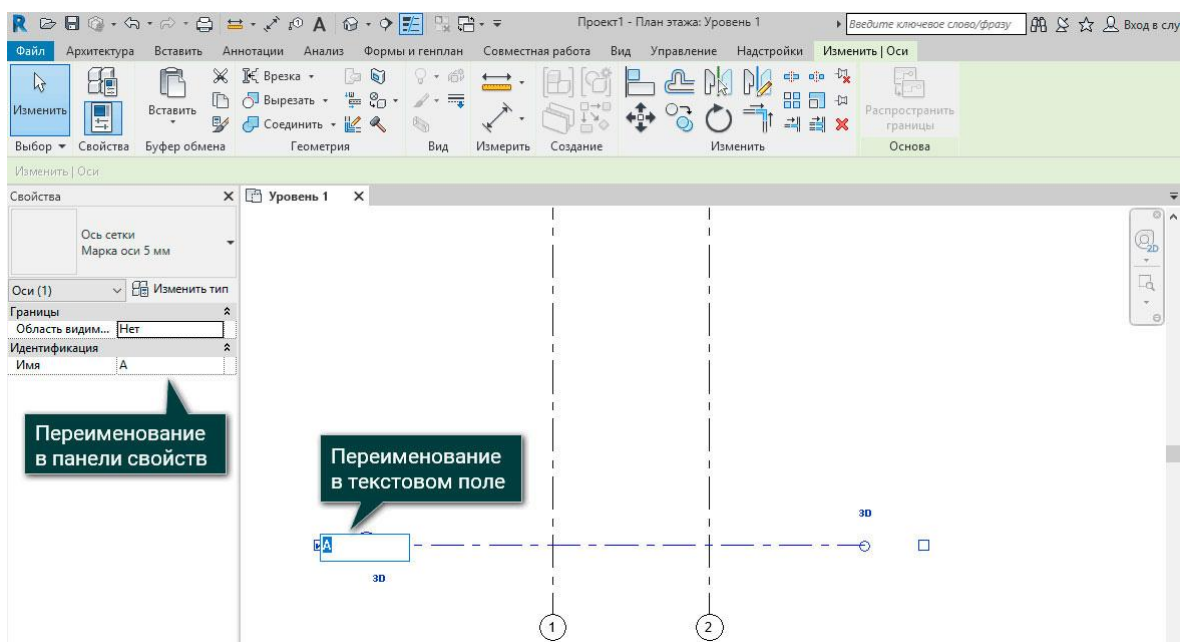 Проект1 - План этажа: Уровень 1
Введите ключевое слово/фразу
Вход в слу
Файл Архитектура Вставить Аннотации Анализ Формы и генплан Совместная работа Вид Управление Надстройки Изменить | Оси
Изменить
Вставить
Врезка
Вырезать
Соединить
Распространить
границы
Выбор Свойства Буфер обмена Геометрия Вид Измерить Создание Изменить Основа
Изменить | Оси
Свойства
Уровень 1
Ось сетки
Марка оси 5 мм
Оси (1)
Изменить тип
Границы
Область видим... Нет
Идентификация
Имя А
Переименование
в панели свойств
Переименование
в текстовом поле
2D
3D
А
3D
1
2